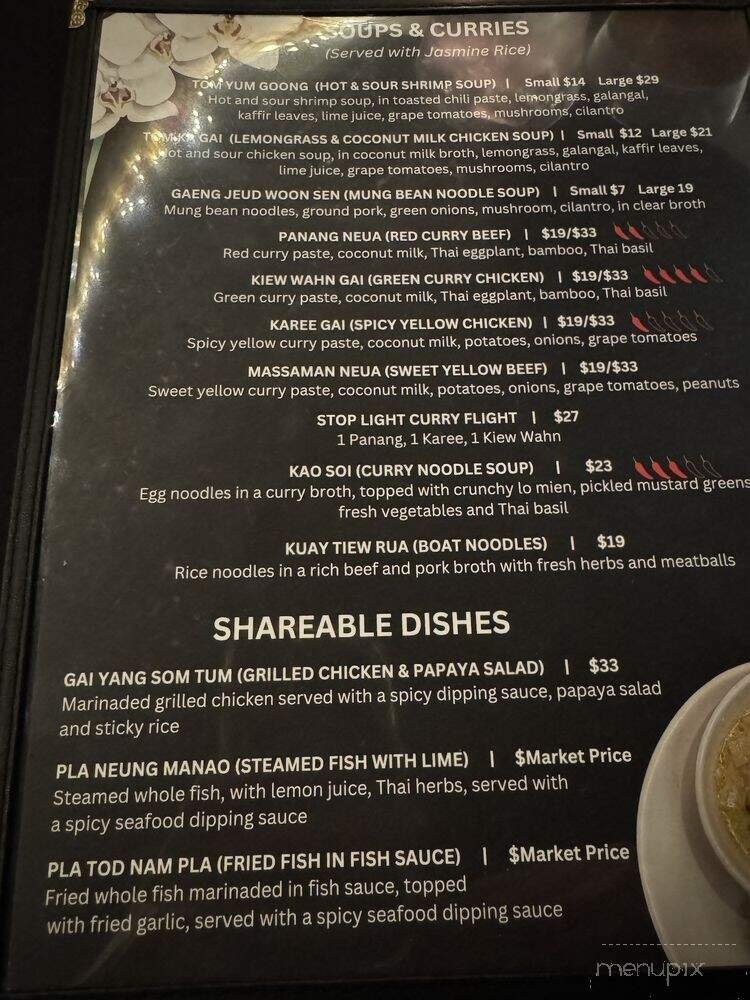 SOUPS & CURRIES
(Served with Jasmine Rice)
TOM YUM GOONG (HOT & SOUR SHRIMP SOUP) | Small $14 Large $29
Hot and sour shrimp soup, in toasted chili paste, lemongrass, galangal,
kaffir leaves, lime juice, grape tomatoes, mushrooms, cilantro
TOM KA GAI (LEMONGRASS & COCONUT MILK CHICKEN SOUP) | Small $12 Large $21
Hot and sour chicken soup, in coconut milk broth, lemongrass, galangal, kaffir leaves,
lime juice, grape tomatoes, mushrooms, cilantro
GAENG JEUD WOON SEN (MUNG BEAN NOODLE SOUP) | Small $7 Large 19
Mung bean noodles, ground pork, green onions, mushroom, cilantro, in clear broth
PANANG NEUA (RED CURRY BEEF) | $19/$33
Red curry paste, coconut milk, Thai eggplant, bamboo, Thai basil
KIEW WAHN GAI (GREEN CURRY CHICKEN) | $19/$33
Green curry paste, coconut milk, Thai eggplant, bamboo, Thai basil
KAREE GAI (SPICY YELLOW CHICKEN) | $19/$33
Spicy yellow curry paste, coconut milk, potatoes, onions, grape tomatoes
MASSAMAN NEUA (SWEET YELLOW BEEF) | $19/$33
Sweet yellow curry paste, coconut milk, potatoes, onions, grape tomatoes, peanuts
STOP LIGHT CURRY FLIGHT | $27
1 Panang, 1 Karee, 1 Kiew Wahn
KAO SOI (CURRY NOODLE SOUP) | $23
Egg noodles in a curry broth, topped with crunchy lo mien, pickled mustard greens
fresh vegetables and Thai basil
KUAY TIEW RUA (BOAT NOODLES) | $19
Rice noodles in a rich beef and pork broth with fresh herbs and meatballs
SHAREABLE DISHES
GAI YANG SOM TUM (GRILLED CHICKEN & PAPAYA SALAD) | $33
Marinaded grilled chicken served with a spicy dipping sauce, papaya salad
and sticky rice
PLA NEUNG MANAO (STEAMED FISH WITH LIME) | $Market Price
Steamed whole fish, with lemon juice, Thai herbs, served with
a spicy seafood dipping sauce
PLA TOD NAM PLA (FRIED FISH IN FISH SAUCE) | $Market Price
Fried whole fish marinaded in fish sauce, topped
with fried garlic, served with a spicy seafood dipping sauce
menupix